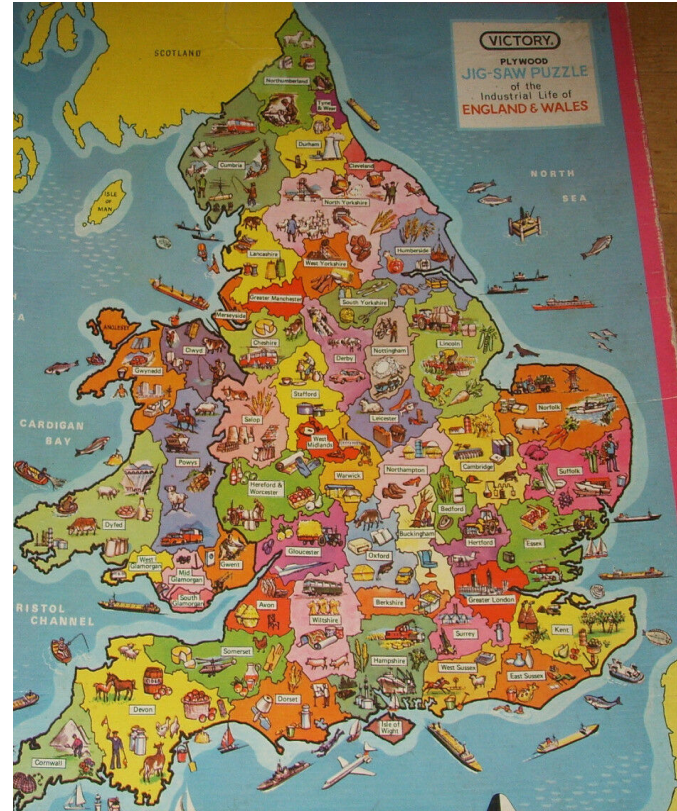 VICTORY.
PLYWOOD
JIG-SAW PUZZLE
of the
Industrial Life of
ENGLAND & WALES
SCOTLAND
Northumberland
Tyne
& Wear
Durham
Cumbria
Cleveland
NORTH
SEA
ISLE
OF
MAN
North Yorkshire
Lancashire
West Yorkshire
Humberside
Greater Manchester
South Yorkshire
Merseyside
ANGLESEY
Clwyd
Cheshire
Derby
Nottingham
Lincoln
Gwynedd
Stafford
Salop
Leicester
Norfolk
CARDIGAN
BAY
West
Midlands
Powys
Northampton
Cambridge
Suffolk
Warwick
Hereford &
Worcester
Bedford
Dyfed
Buckingham
Hertford
Essex
Gloucester
Oxford
West
Glamorgan
Gwent
Mid
Glamorgan
South
Glamorgan
RISTOL
CHANNEL
Avon
Wiltshire
Berkshire
Greater London
Surrey
Kent
Somerset
Hampshire
West Sussex
East Sussex
Devon
CIDER
Dorset
Isle of
Wight
Cornwall